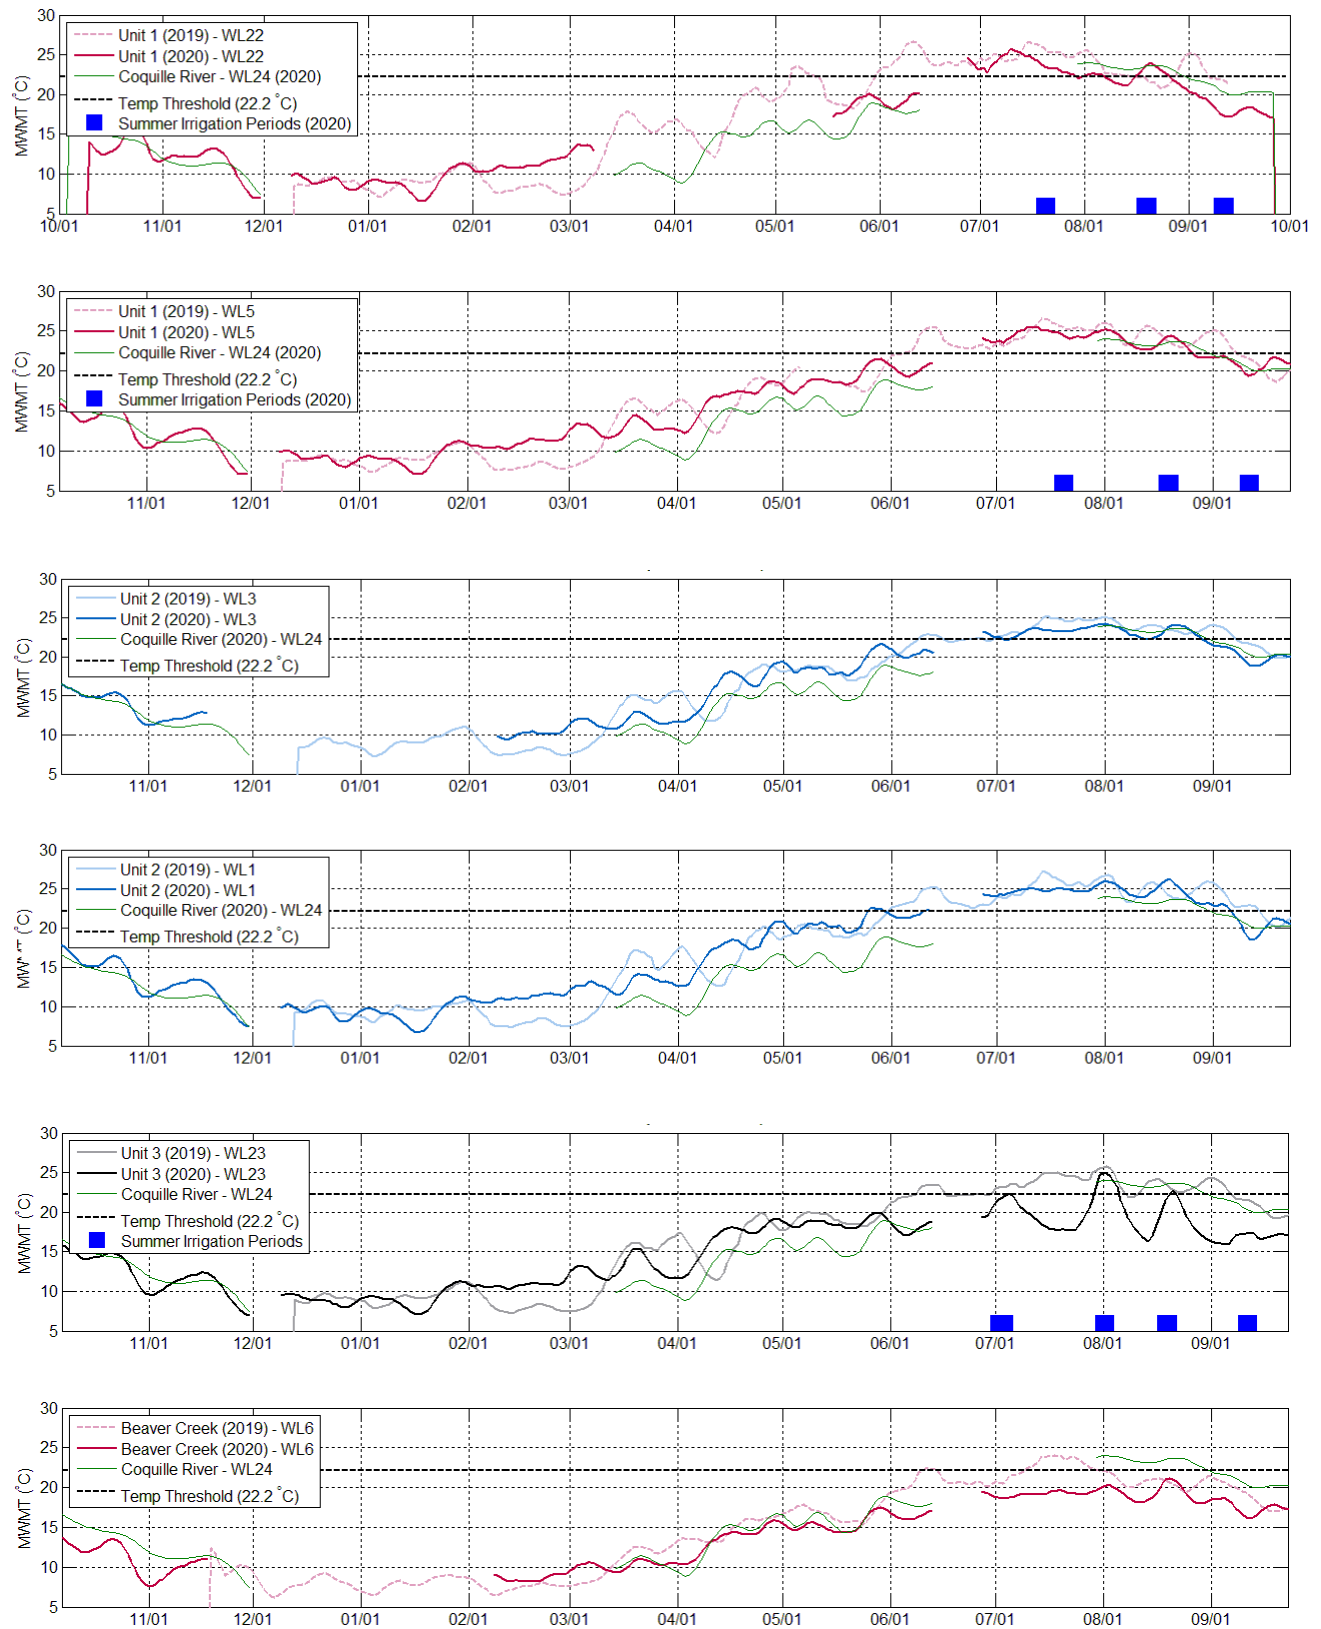 30
25
20
15
10
5
MWMT (°C)
Unit 1 (2019) - WL22
Unit 1 (2020) - WL22
Coquille River - WL24 (2020)
Temp Threshold (22.2 °C)
Summer Irrigation Periods (2020)
10/01 11/01 12/01 01/01 02/01 03/01 04/01 05/01 06/01 07/01 08/01 09/01 10/01
30
25
20
15
10
5
MWMT (°C)
Unit 1 (2019) - WL5
Unit 1 (2020) - WL5
Coquille River - WL24 (2020)
Temp Threshold (22.2 °C)
Summer Irrigation Periods (2020)
11/01 12/01 01/01 02/01 03/01 04/01 05/01 06/01 07/01 08/01 09/01
30
25
20
15
10
5
MWMT (°C)
Unit 2 (2019) - WL3
Unit 2 (2020) - WL3
Coquille River (2020) - WL24
Temp Threshold (22.2 °C)
11/01 12/01 01/01 02/01 03/01 04/01 05/01 06/01 07/01 08/01 09/01
30
25
20
15
10
5
(°C)
Unit 2 (2019) - WL1
Unit 2 (2020) - WL1
Coquille River (2020) - WL24
Temp Threshold (22.2 °C)
11/01 12/01 01/01 02/01 03/01 04/01 05/01 06/01 07/01 08/01 09/01
30
25
20
15
10
5
MWMT (°C)
Unit 3 (2019) - WL23
Unit 3 (2020) - WL23
Coquille River - WL24
Temp Threshold (22.2 °C)
Summer Irrigation Periods
11/01 12/01 01/01 02/01 03/01 04/01 05/01 06/01 07/01 08/01 09/01
30
25
20
15
10
5
MWMT (°C)
Beaver Creek (2019) - WL6
Beaver Creek (2020) - WL6
Coquille River - WL24
Temp Threshold (22.2 °C)
11/01 12/01 01/01 02/01 03/01 04/01 05/01 06/01 07/01 08/01 09/01